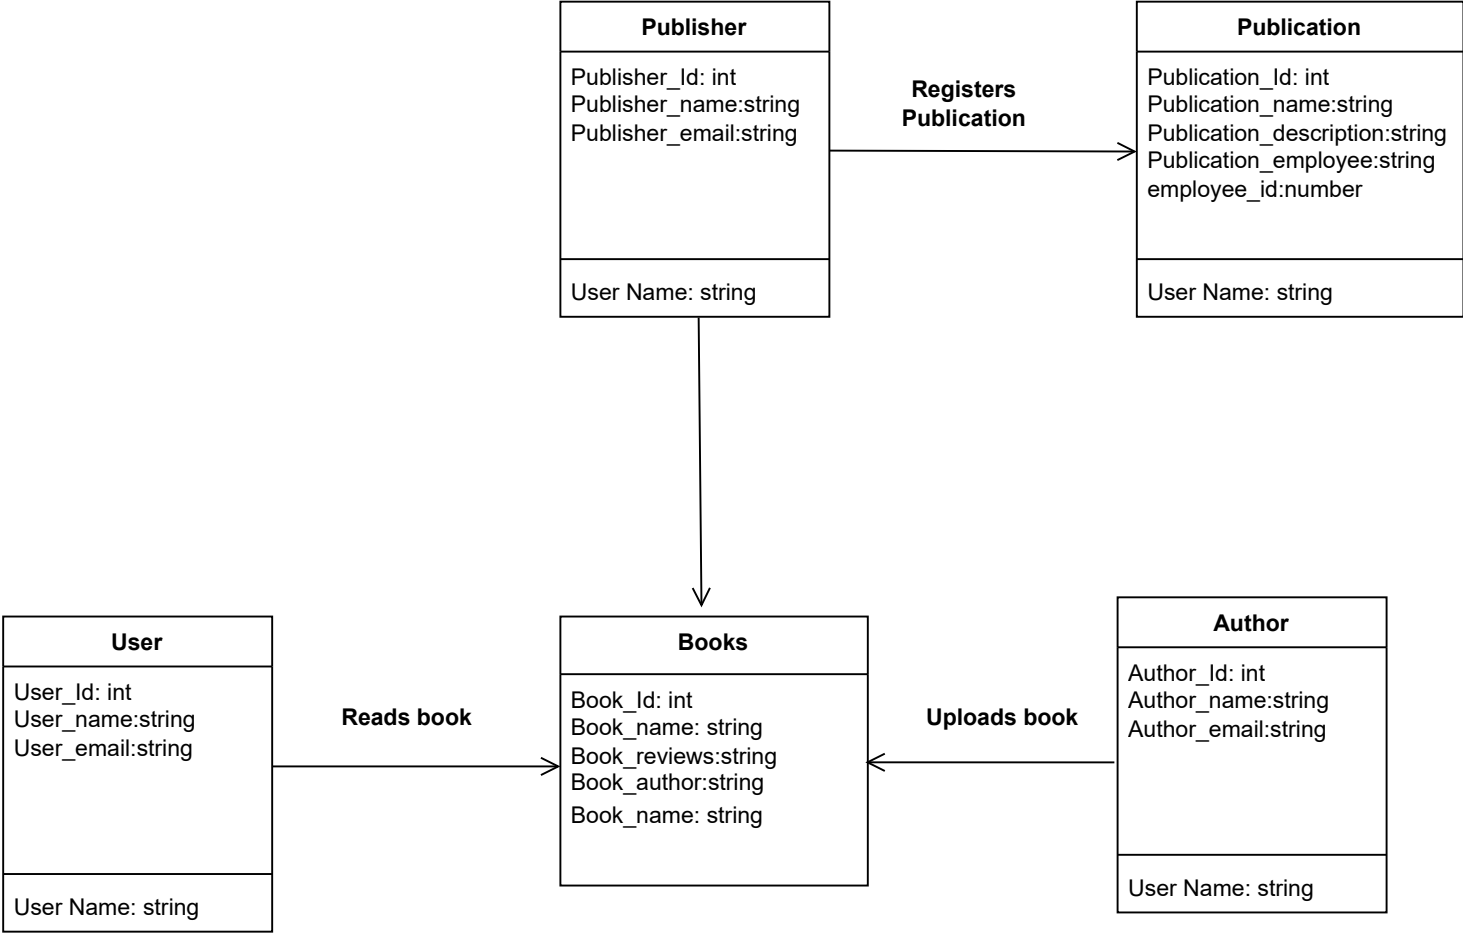 Publisher
Publisher_Id: int
Publisher_name:string
Publisher_email:string
User Name: string
Registers
Publication
Publication
Publication_Id: int
Publication_name:string
Publication_description:string
Publication_employee:string
employee_id:number
User Name: string
User
User_Id: int
User_name:string
User_email:string
User Name: string
Reads book
Books
Book_Id: int
Book_name: string
Book_reviews:string
Book_author:string
Book_name: string
Uploads book
Author
Author_Id: int
Author_name:string
Author_email:string
User Name: string